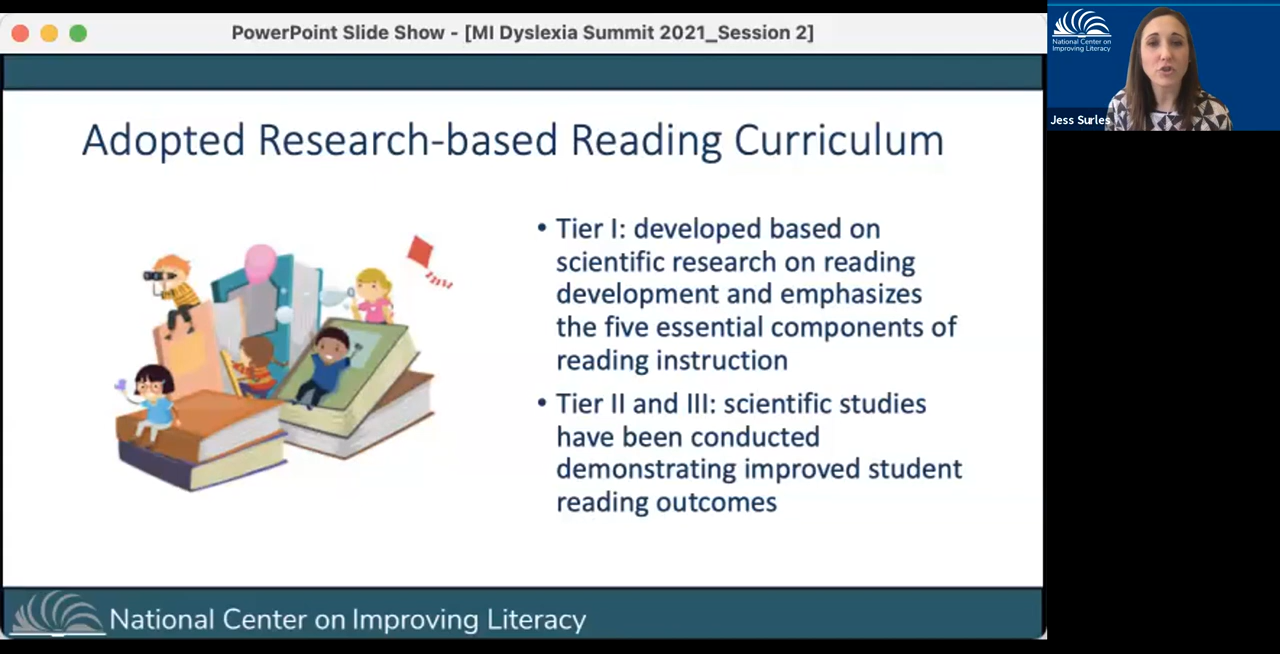 PowerPoint Slide Show - [MI Dyslexia Summit 2021_Session 2]
National Center on
Improving Literacy
Jess Surles
Adopted Research-based Reading Curriculum
• Tier I: developed based on
scientific research on reading
development and emphasizes
the five essential components of
reading instruction
• Tier II and III: scientific studies
have been conducted
demonstrating improved student
reading outcomes
National Center on Improving Literacy